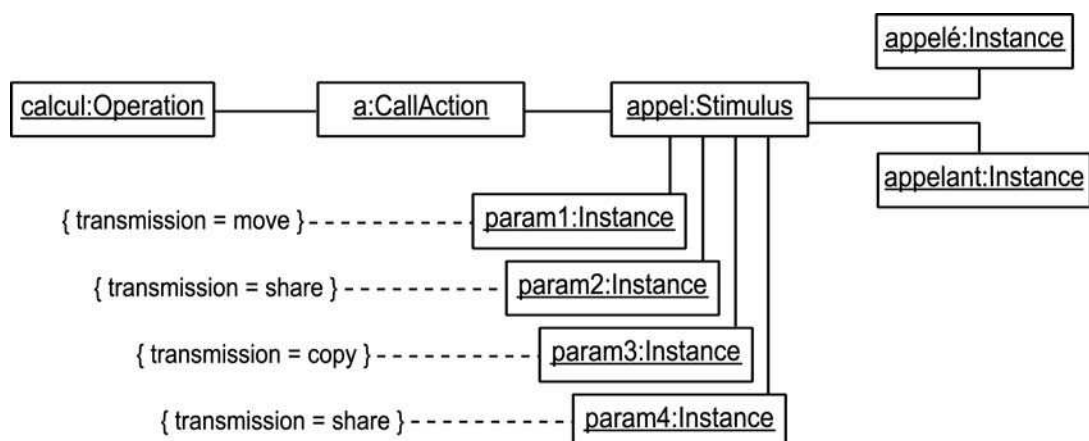 appelé:Instance
calcul:Operation
a:CallAction
appel:Stimulus
appelant:Instance
{ transmission = move }
param1:Instance
{ transmission = share }
param2:Instance
{ transmission = copy }
param3:Instance
{ transmission = share }
param4:Instance